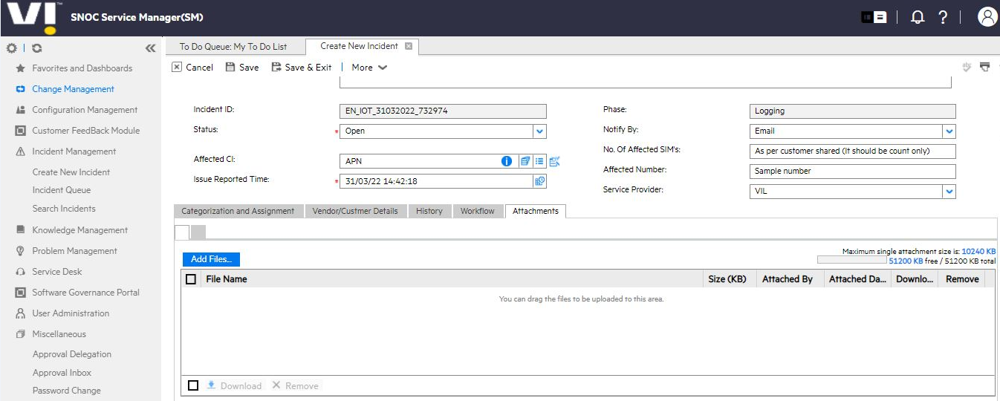 VI SNOC Service Manager(SM)
To Do Queue: My To Do List
Create New Incident
Cancel Save Save & Exit More
Favorites and Dashboards
Change Management
Configuration Management
Customer FeedBack Module
Incident Management
Create New Incident
Incident Queue
Search Incidents
Knowledge Management
Problem Management
Service Desk
Software Governance Portal
User Administration
Miscellaneous
Approval Delegation
Approval Inbox
Password Change
Incident ID: EN_IOT_31032022_732974
Status: * Open
Affected CI: APN
Issue Reported Time: * 31/03/22 14:42:18
Phase: Logging
Notify By: Email
No. Of Affected SIM's: As per customer shared (It should be count only)
Affected Number: Sample number
Service Provider: VIL
Categorization and Assignment Vendor/Custmer Details History Workflow Attachments
Maximum single attachment size is: 10240 KB
Add Files...
51200 KB free / 51200 KB total
File Name Size (KB) Attached By Attached Da... Downlo... Remove
You can drag the files to be uploaded to this area.
Download Remove